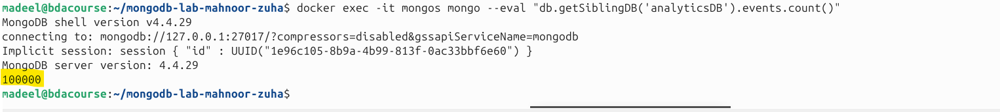 madeel@bdacourse:~/mongodb-lab-mahnoor-zuha$ docker exec -it mongos mongo --eval "db.getSiblingDB('analyticsDB').events.count()"
MongoDB shell version v4.4.29
connecting to: mongodb://127.0.0.1:27017/?compressors=disabled&gssapiServiceName=mongodb
Implicit session: session { "id" : UUID("1e96c105-8b9a-4b99-813f-0ac33bbf6e60") }
MongoDB server version: 4.4.29
100000
madeel@bdacourse:~/mongodb-lab-mahnoor-zuha$